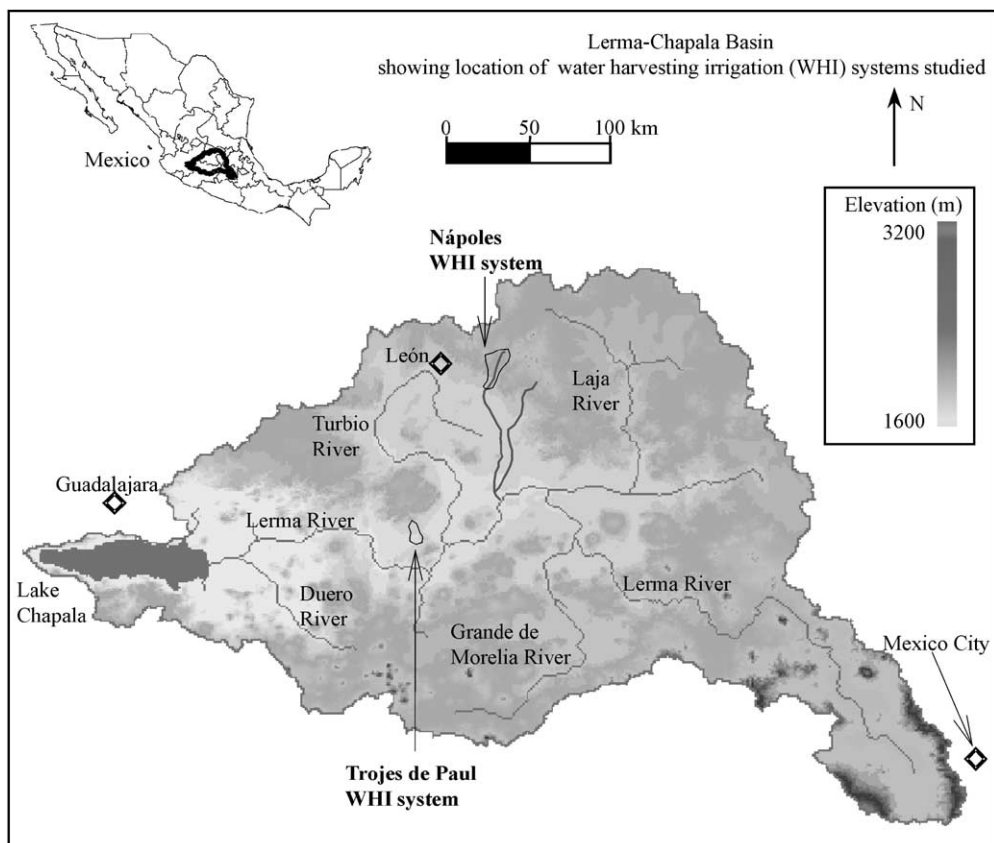 Lerma-Chapala Basin
showing location of water harvesting irrigation (WHI) systems studied
N
0 50 100 km
Mexico
Elevation (m)
3200
1600
Nápoles
WHI system
León
Laja
River
Turbio
River
Guadalajara
Lerma River
Lake
Chapala
Duero
River
Lerma River
Grande de
Morelia River
Mexico City
Trojes de Paul
WHI system